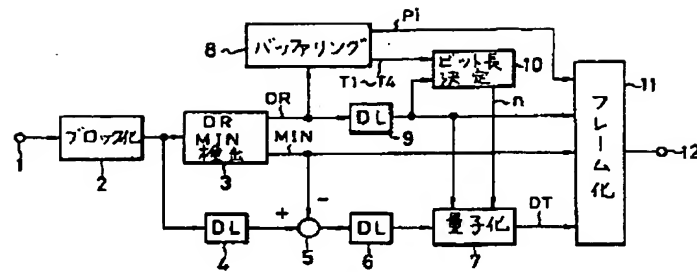 Pi
8
バッファリング
T1~T4
ビット長
決定
10
11
DR
n
ブロック化
DR
MIN
検出
MIN
DL
9
フレーム化
1
2
3
12
DL
+
-
DL
量子化
DT
4
5
6
7